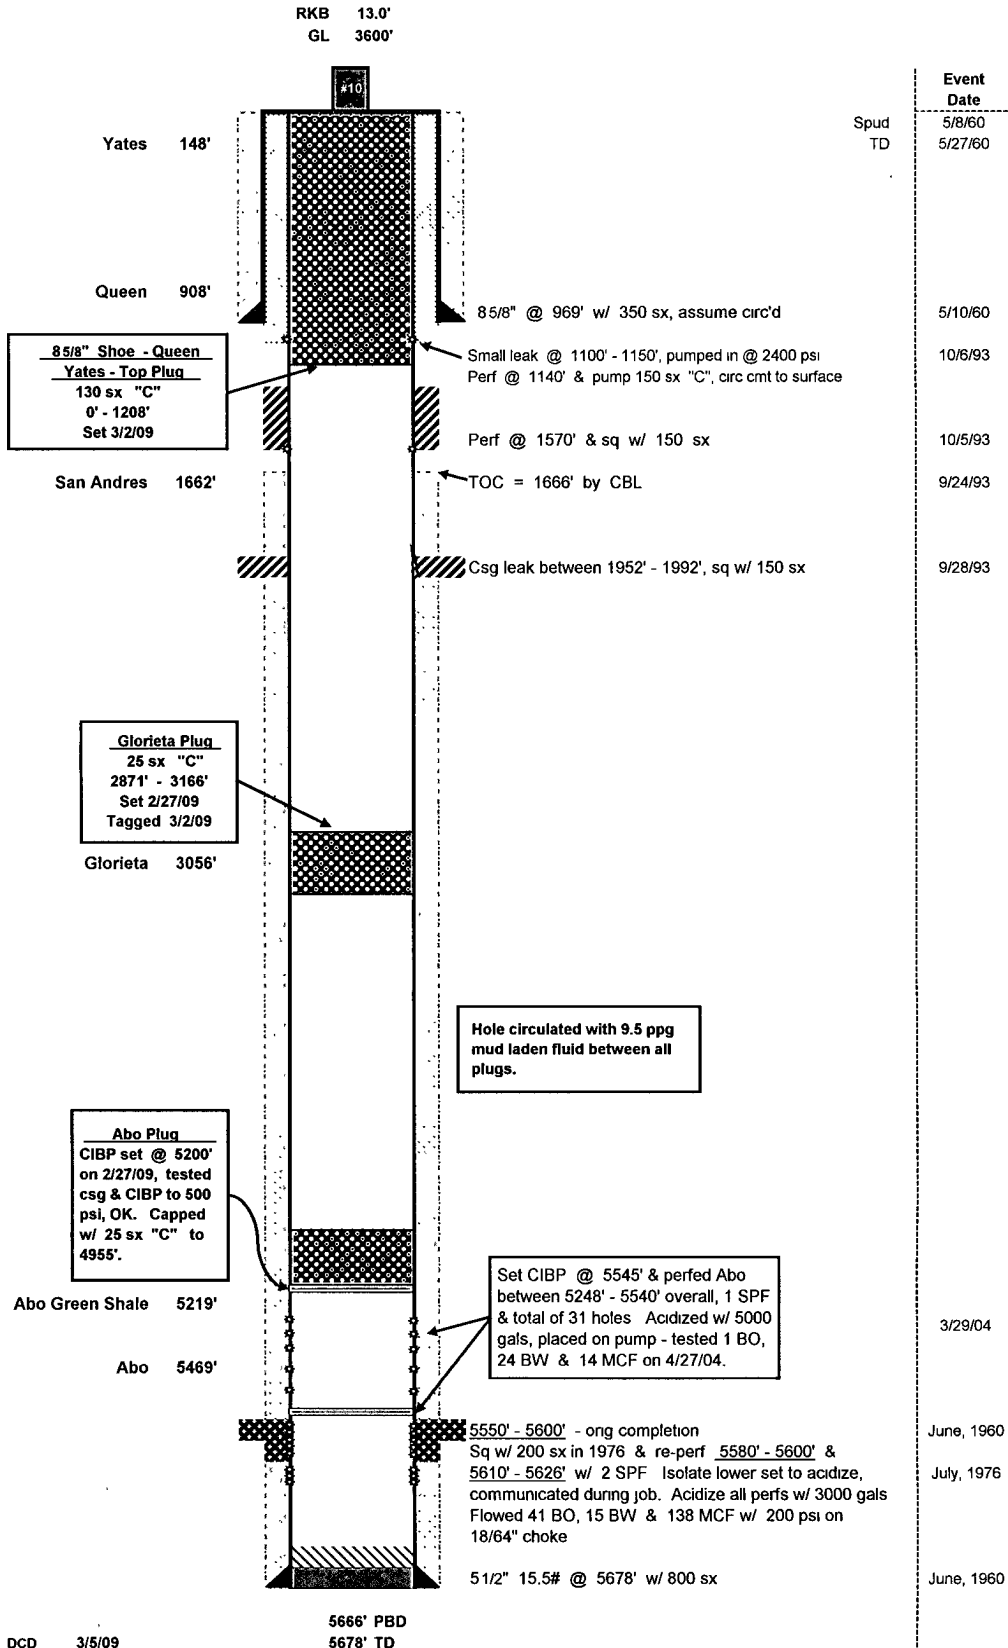 RKB 13.0'
GL 3600'
#10
Event
Date
Spud 5/8/60
TD 5/27/60
Yates 148'
Queen 908'
8 5/8" @ 969' w/ 350 sx, assume circ'd 5/10/60
8 5/8" Shoe - Queen
Yates - Top Plug
130 sx "C"
0' - 1208'
Set 3/2/09
Small leak @ 1100' - 1150', pumped in @ 2400 psi 10/6/93
Perf @ 1140' & pump 150 sx "C", circ cmt to surface
Perf @ 1570' & sq w/ 150 sx 10/5/93
San Andres 1662'
TOC = 1666' by CBL 9/24/93
Csg leak between 1952' - 1992', sq w/ 150 sx 9/28/93
Glorieta Plug
25 sx "C"
2871' - 3166'
Set 2/27/09
Tagged 3/2/09
Glorieta 3056'
Hole circulated with 9.5 ppg
mud laden fluid between all
plugs.
Abo Plug
CIBP set @ 5200'
on 2/27/09, tested
csg & CIBP to 500
psi, OK. Capped
w/ 25 sx "C" to
4955'.
Set CIBP @ 5545' & perfed Abo
between 5248' - 5540' overall, 1 SPF
& total of 31 holes Acidized w/ 5000
gals, placed on pump - tested 1 BO,
24 BW & 14 MCF on 4/27/04.
3/29/04
Abo Green Shale 5219'
Abo 5469'
5550' - 5600' - orig completion June, 1960
Sq w/ 200 sx in 1976 & re-perf 5580' - 5600' &
5610' - 5626' w/ 2 SPF Isolate lower set to acidize, July, 1976
communicated during job. Acidize all perfs w/ 3000 gals
Flowed 41 BO, 15 BW & 138 MCF w/ 200 psi on
18/64" choke
5 1/2" 15.5# @ 5678' w/ 800 sx June, 1960
5666' PBD
5678' TD
DCD 3/5/09